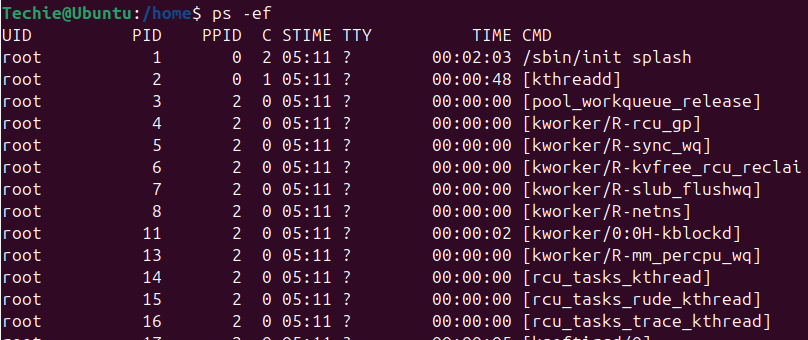 Techie@Ubuntu:/home$ ps -ef
UID PID PPID C STIME TTY TIME CMD
root 1 0 2 05:11 ? 00:02:03 /sbin/init splash
root 2 0 1 05:11 ? 00:00:48 [kthreadd]
root 3 2 0 05:11 ? 00:00:00 [pool_workqueue_release]
root 4 2 0 05:11 ? 00:00:00 [kworker/R-rcu_gp]
root 5 2 0 05:11 ? 00:00:00 [kworker/R-sync_wq]
root 6 2 0 05:11 ? 00:00:00 [kworker/R-kvfree_rcu_reclai
root 7 2 0 05:11 ? 00:00:00 [kworker/R-slub_flushwq]
root 8 2 0 05:11 ? 00:00:00 [kworker/R-netns]
root 11 2 0 05:11 ? 00:00:02 [kworker/0:0H-kblockd]
root 13 2 0 05:11 ? 00:00:00 [kworker/R-mm_percpu_wq]
root 14 2 0 05:11 ? 00:00:00 [rcu_tasks_kthread]
root 15 2 0 05:11 ? 00:00:00 [rcu_tasks_rude_kthread]
root 16 2 0 05:11 ? 00:00:00 [rcu_tasks_trace_kthread]